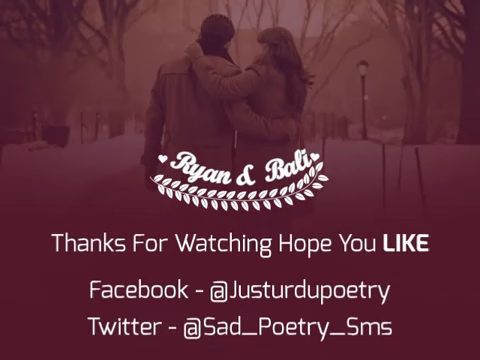 Ryan & Bali
Thanks For Watching Hope You LIKE
Facebook - @Justurdupoetry
Twitter - @Sad_Poetry_Sms